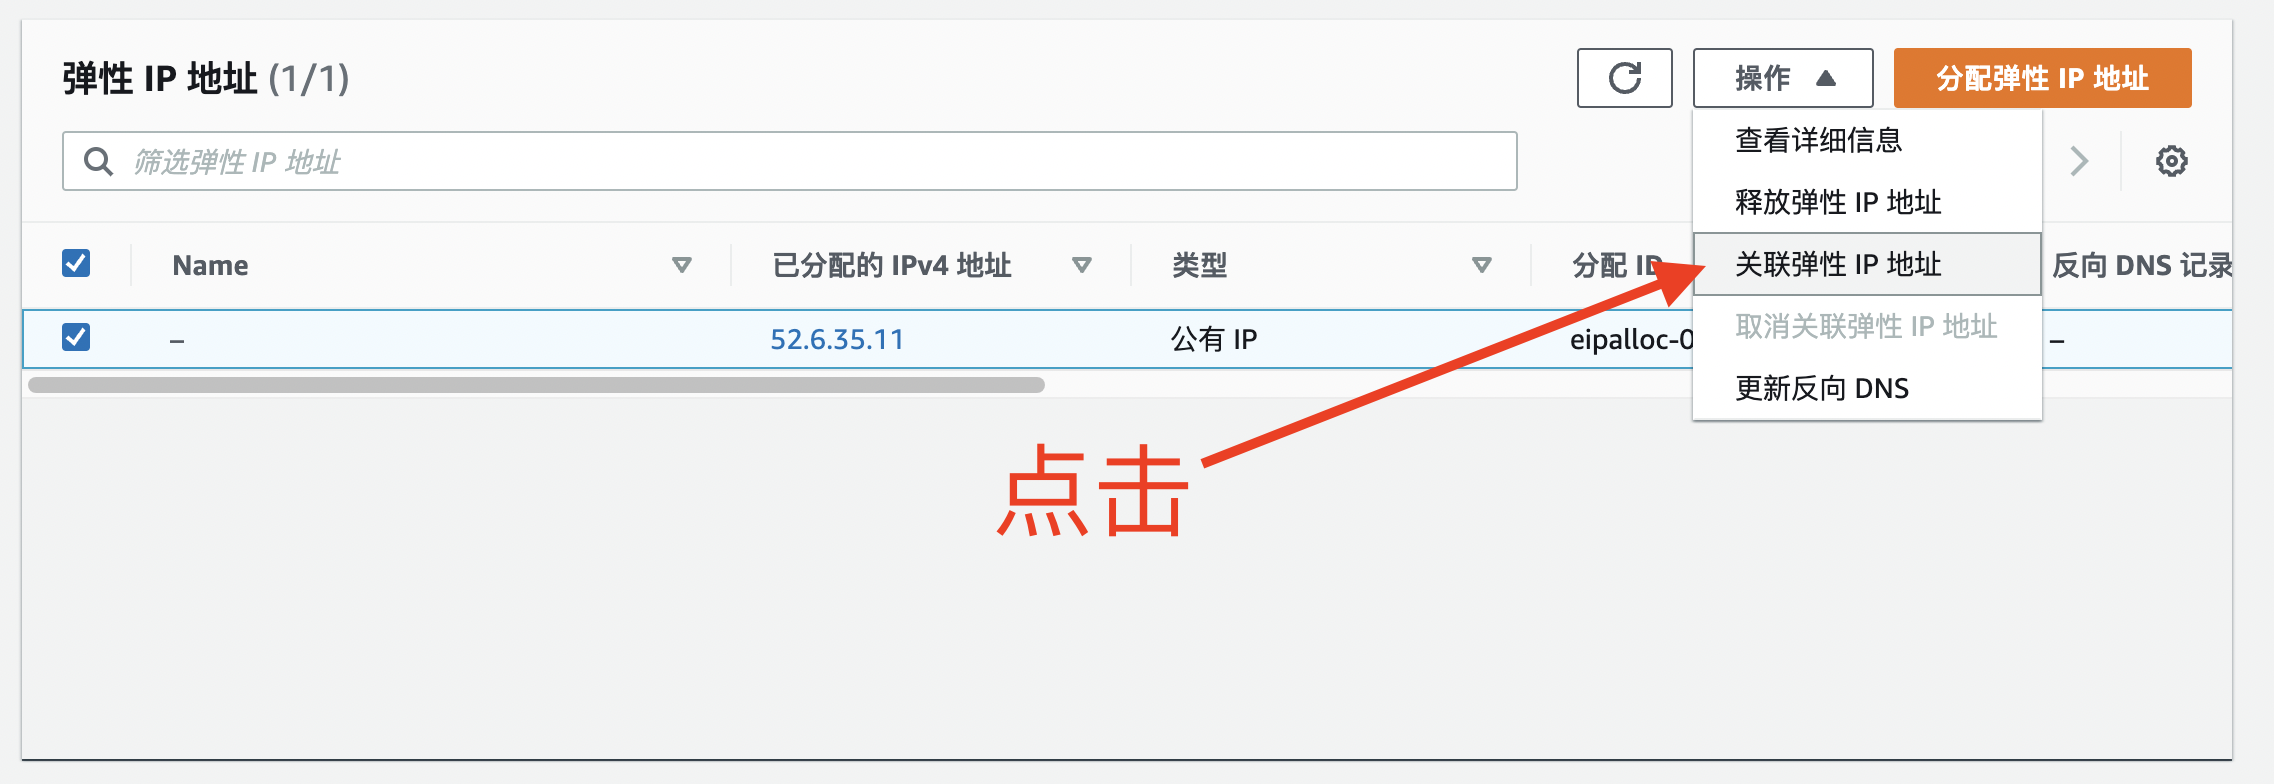 弹性 IP 地址 (1/1)
操作
分配弹性 IP 地址
筛选弹性 IP 地址
查看详细信息
释放弹性 IP 地址
关联弹性 IP 地址
取消关联弹性 IP 地址
更新反向 DNS
Name 已分配的 IPv4 地址 类型 分配 ID 反向 DNS 记录
– 52.6.35.11 公有 IP eipalloc-0 –
点击